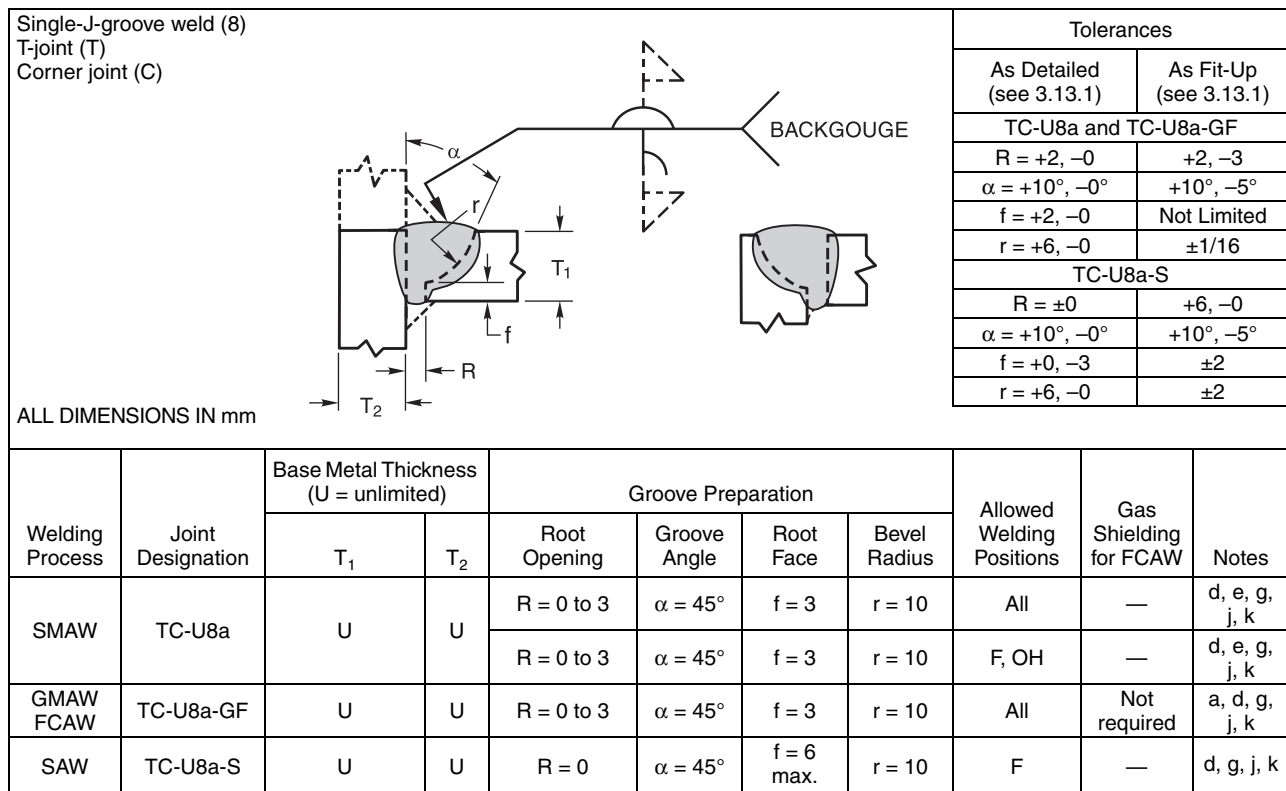 Single-J-groove weld (8)
T-joint (T)
Corner joint (C)
α
r
T1
f
R
T2
BACKGOUGE
ALL DIMENSIONS IN mm
Tolerances
As Detailed (see 3.13.1) As Fit-Up (see 3.13.1)
TC-U8a and TC-U8a-GF
R = +2, –0 +2, –3
α = +10°, –0° +10°, –5°
f = +2, –0 Not Limited
r = +6, –0 ±1/16
TC-U8a-S
R = ±0 +6, –0
α = +10°, –0° +10°, –5°
f = +0, –3 ±2
r = +6, –0 ±2
Welding Process Joint Designation Base Metal Thickness (U = unlimited) Groove Preparation Allowed Welding Positions Gas Shielding for FCAW Notes
T1 T2 Root Opening Groove Angle Root Face Bevel Radius
SMAW TC-U8a U U R = 0 to 3 α = 45° f = 3 r = 10 All — d, e, g, j, k
R = 0 to 3 α = 45° f = 3 r = 10 F, OH — d, e, g, j, k
GMAW FCAW TC-U8a-GF U U R = 0 to 3 α = 45° f = 3 r = 10 All Not required a, d, g, j, k
SAW TC-U8a-S U U R = 0 α = 45° f = 6 max. r = 10 F — d, g, j, k